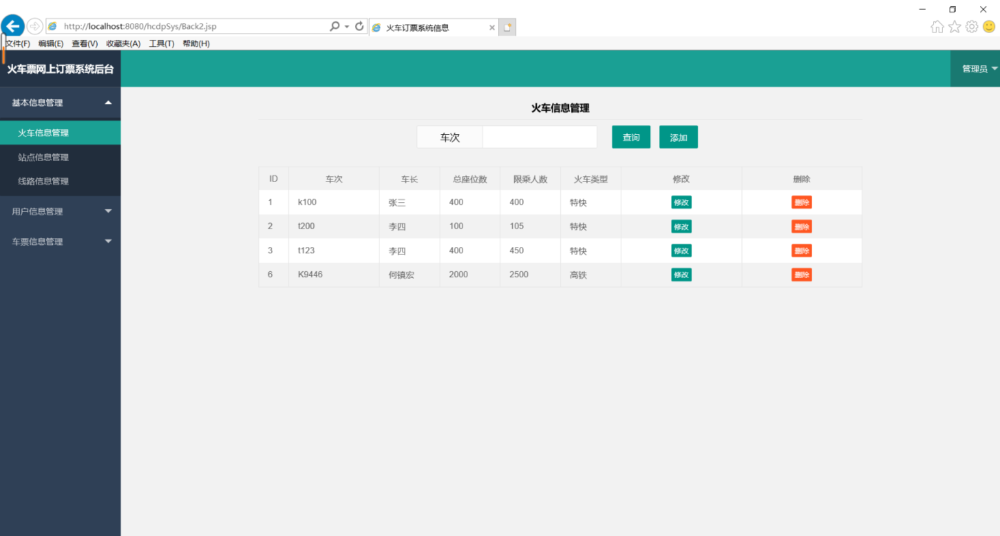 http://localhost:8080/hcdpSys/Back2.jsp
火车订票系统信息
文件(F) 编辑(E) 查看(V) 收藏夹(A) 工具(T) 帮助(H)
火车票网上订票系统后台
管理员
基本信息管理
火车信息管理
站点信息管理
线路信息管理
用户信息管理
车票信息管理
火车信息管理
车次 查询 添加
ID 车次 车长 总座位数 限乘人数 火车类型 修改 删除
1 k100 张三 400 400 特快 修改 删除
2 t200 李四 100 105 特快 修改 删除
3 t123 李四 400 450 特快 修改 删除
6 K9446 何镇宏 2000 2500 高铁 修改 删除